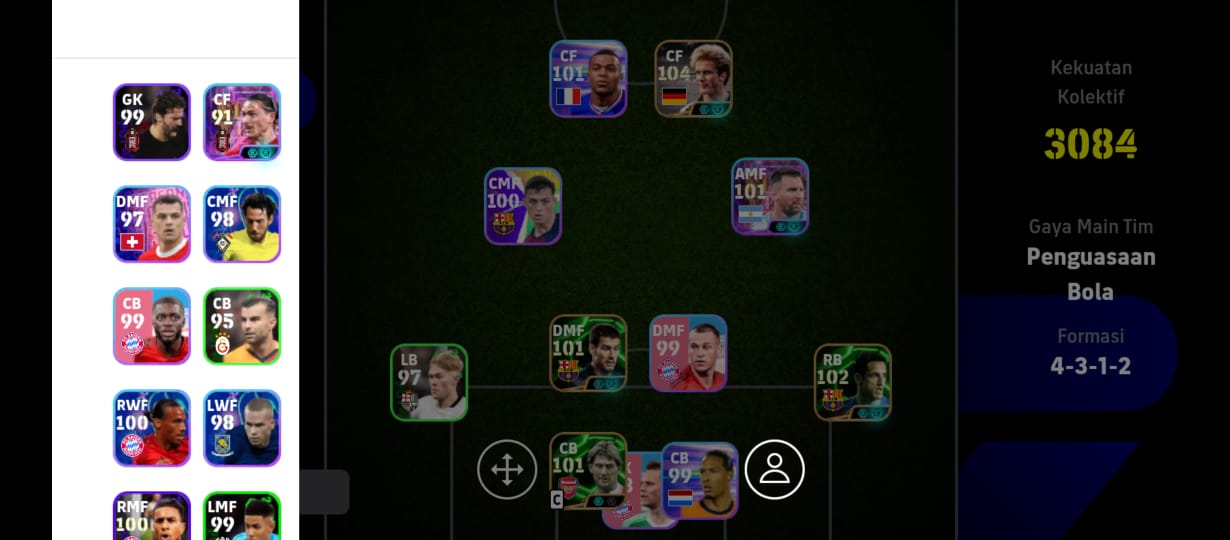 GK
99
CF
91
DMF
97
CMF
98
CB
99
CB
95
RWF
100
LWF
98
RMF
100
LMF
99
CF
101
CF
104
CMF
100
AMF
101
LB
97
DMF
101
DMF
99
RB
102
CB
101
C
CB
99
Kekuatan
Kolektif
3084
Gaya Main Tim
Penguasaan
Bola
Formasi
4-3-1-2